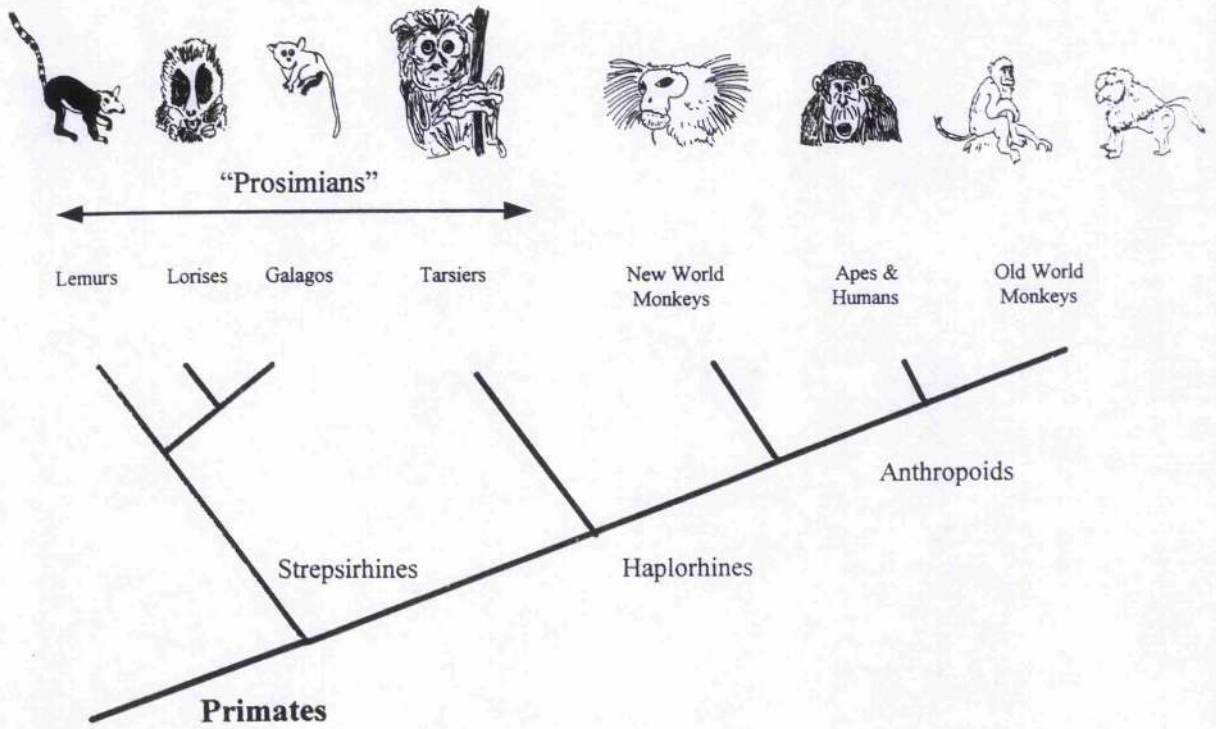 “Prosimians”
Lemurs
Lorises
Galagos
Tarsiers
New World
Monkeys
Apes &
Humans
Old World
Monkeys
Anthropoids
Strepsirhines
Haplorhines
Primates